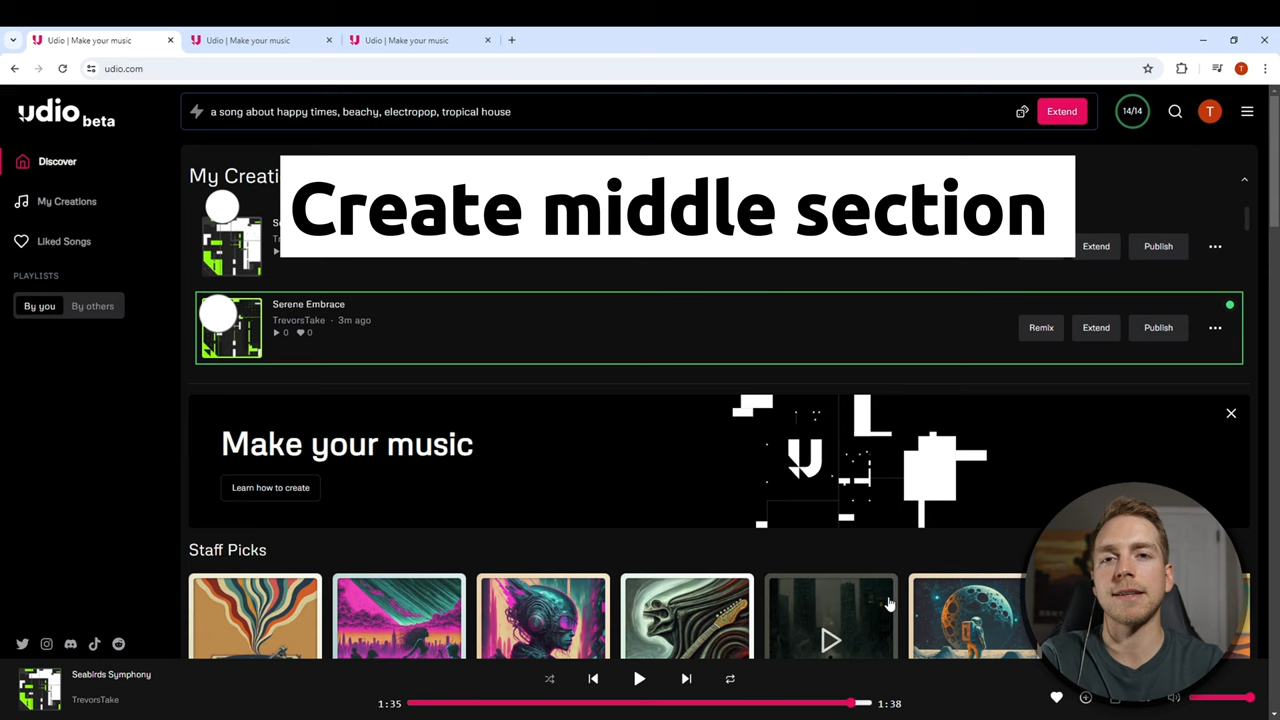 Udio | Make your music
Udio | Make your music
Udio | Make your music
udio.com
T
udio beta
a song about happy times, beachy, electropop, tropical house
Extend
14/14
T
Discover
My Creations
Liked Songs
PLAYLISTS
By you
By others
My Creati
Create middle section
Extend
Publish
Serene Embrace
TrevorsTake · 3m ago
0 0
Remix
Extend
Publish
Make your music
Learn how to create
Staff Picks
Seabirds Symphony
TrevorsTake
1:35
1:38